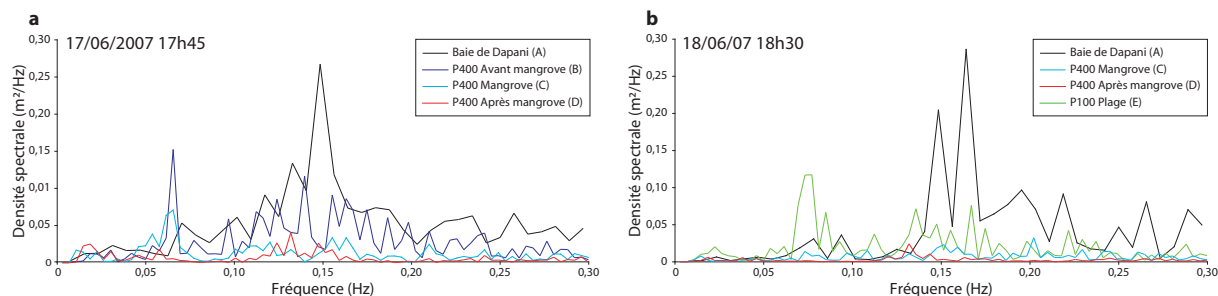 a
17/06/2007 17h45
Densité spectrale (m²/Hz)
0,30
0,25
0,20
0,20
0,11
0,05
0
Baie de Dapani (A)
P400 Avant mangrove (B)
P400 Mangrove (C)
P400 Après mangrove (D)
0 0,05 0,10 0,15 0,20 0,25 0,30
Fréquence (Hz)
b
18/06/07 18h30
Densité spectrale (m²/Hz)
0,30
0,25
0,20
0,15
0,10
0,05
0
Baie de Dapani (A)
P400 Mangrove (C)
P400 Après mangrove (D)
P100 Plage (E)
0 0,05 0,10 0,15 0,20 0,25 0,30
Fréquence (Hz)